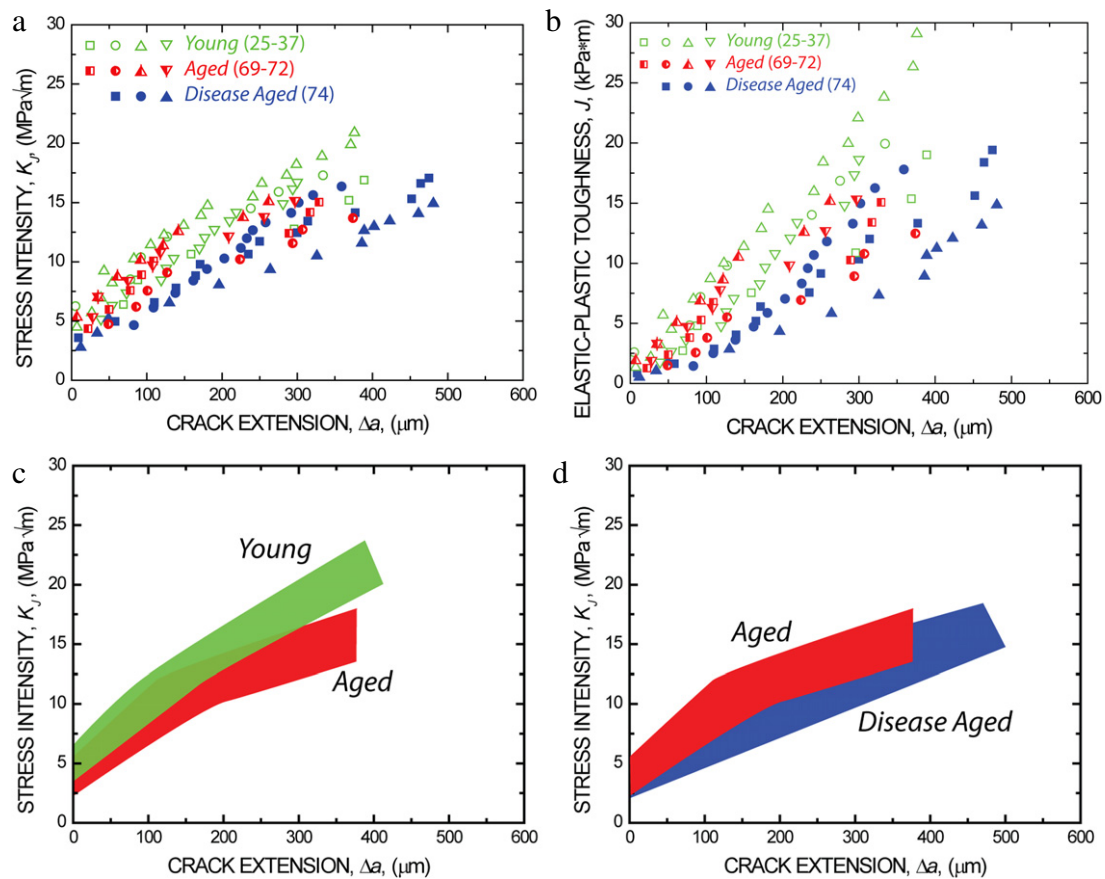 a
STRESS INTENSITY, K_J, (MPa√m)
30
25
20
15
10
5
0
Young (25-37)
Aged (69-72)
Disease Aged (74)
0 100 200 300 400 500 600
CRACK EXTENSION, Δa, (μm)
b
ELASTIC-PLASTIC TOUGHNESS, J, (kPa*m)
30
25
20
15
10
5
0
Young (25-37)
Aged (69-72)
Disease Aged (74)
0 100 200 300 400 500 600
CRACK EXTENSION, Δa, (μm)
c
STRESS INTENSITY, K_J, (MPa√m)
30
25
20
15
10
5
0
Young
Aged
0 100 200 300 400 500 600
CRACK EXTENSION, Δa, (μm)
d
STRESS INTENSITY, K_J, (MPa√m)
30
25
20
15
10
5
0
Aged
Disease Aged
0 100 200 300 400 500 600
CRACK EXTENSION, Δa, (μm)